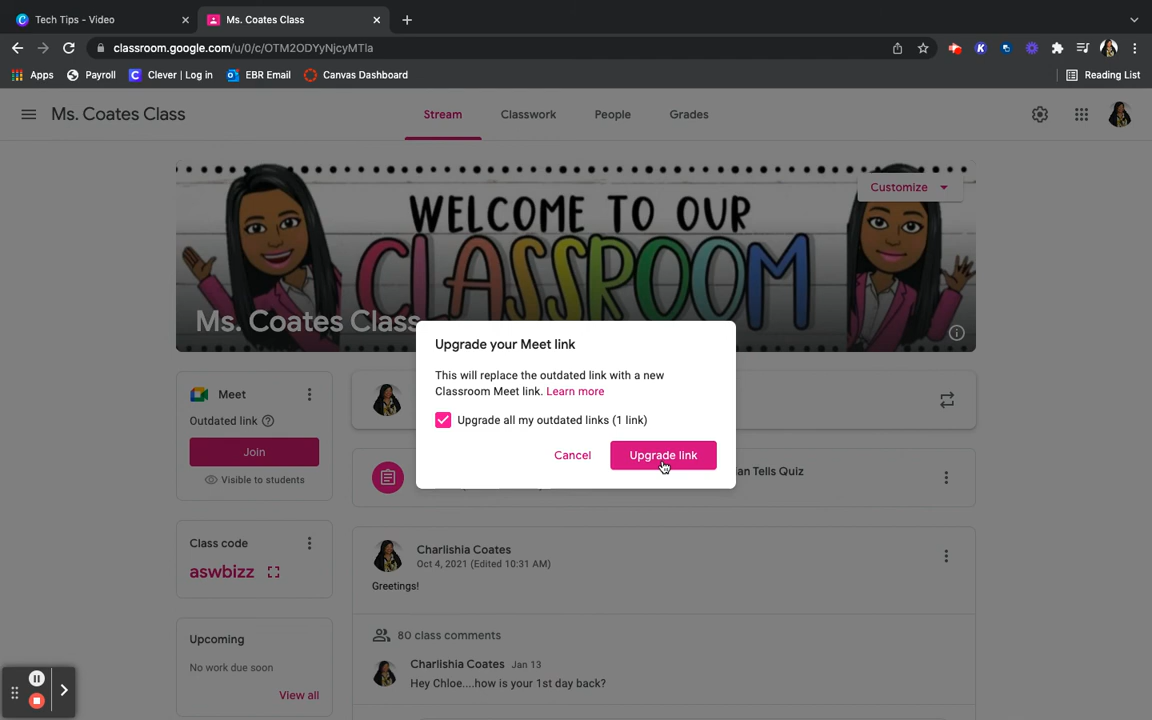 Tech Tips - Video
Ms. Coates Class
classroom.google.com/u/0/c/OTM2ODYyNjcyMTIa
Apps
Payroll
Clever | Log in
EBR Email
Canvas Dashboard
Reading List
Ms. Coates Class
Stream
Classwork
People
Grades
WELCOME TO OUR
CLASSROOM
Customize
Ms. Coates Class
Upgrade your Meet link
This will replace the outdated link with a new
Classroom Meet link. Learn more
Upgrade all my outdated links (1 link)
Cancel
Upgrade link
Meet
Outdated link
Join
Visible to students
an Tells Quiz
Class code
aswbizz
Charlishia Coates
Oct 4, 2021 (Edited 10:31 AM)
Greetings!
80 class comments
Charlishia Coates Jan 13
Hey Chloe....how is your 1st day back?
Upcoming
No work due soon
View all